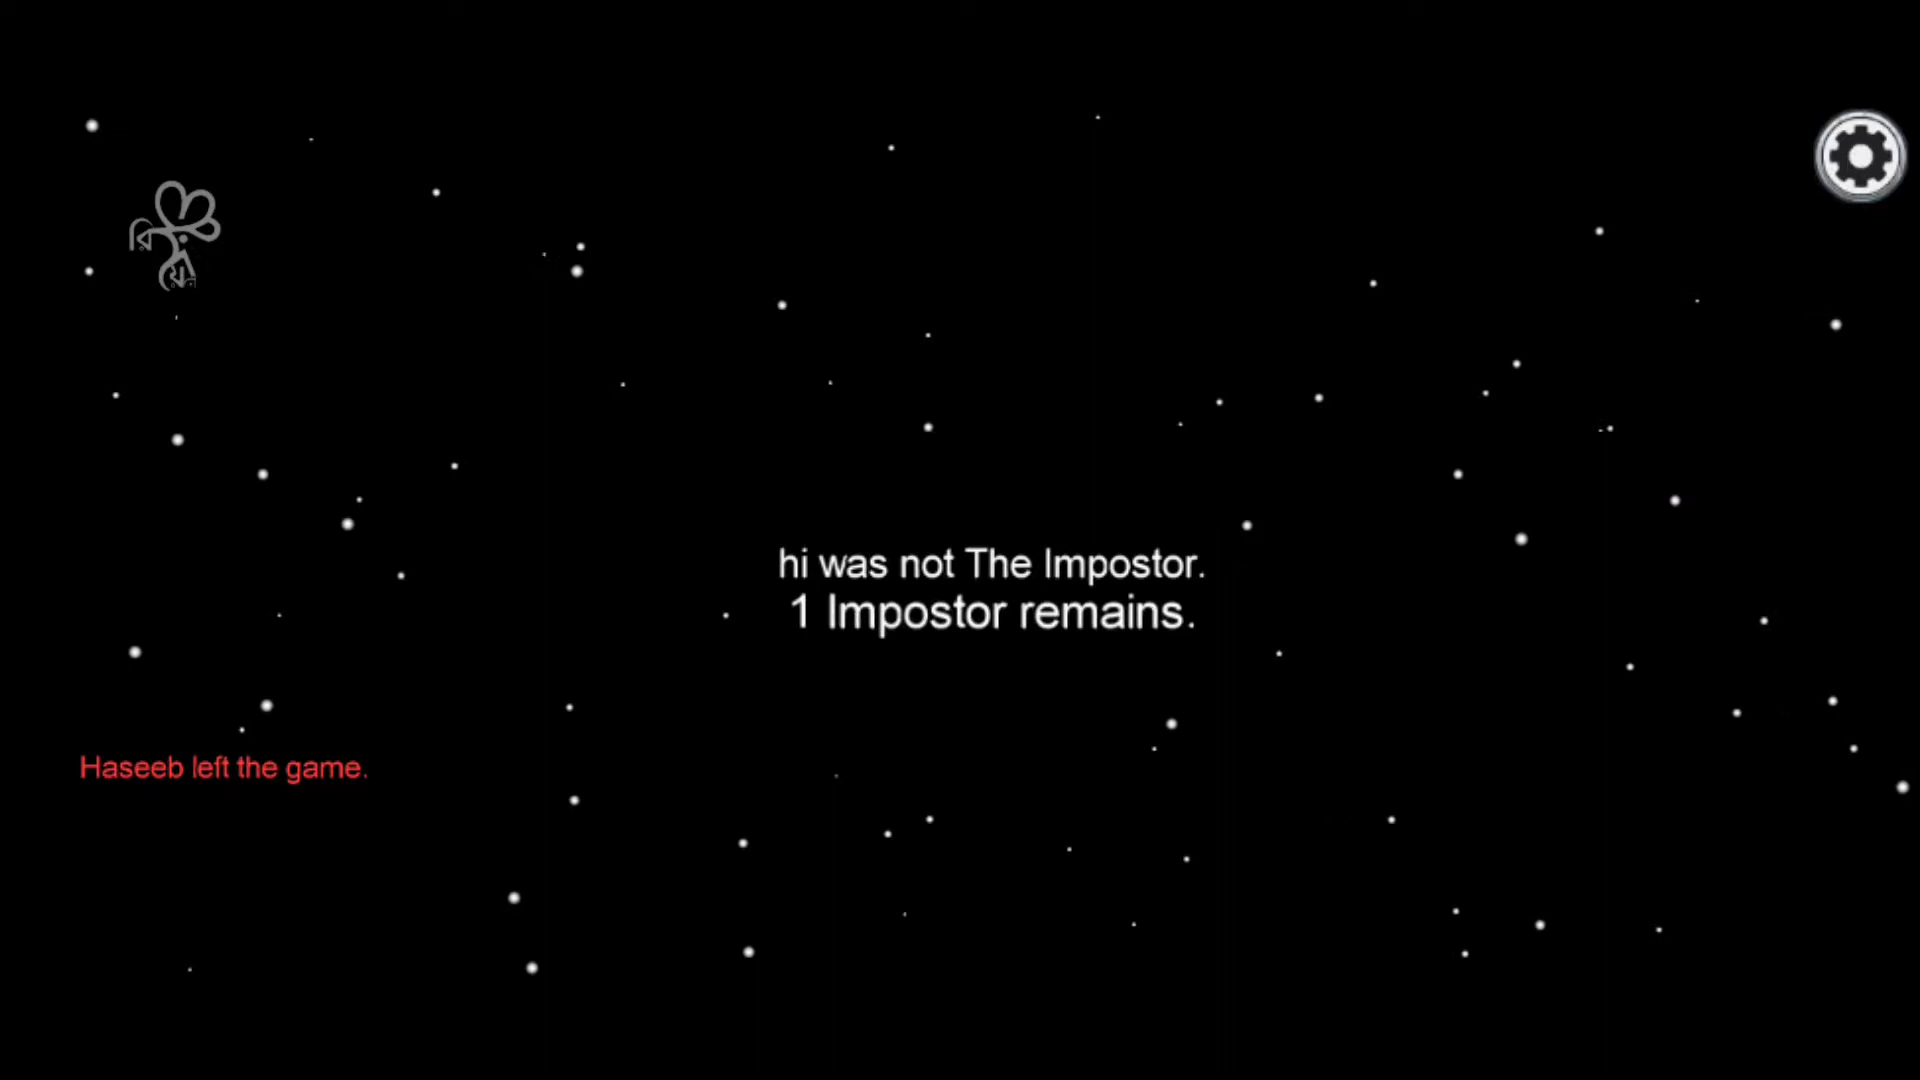 hi was not The Impostor.
1 Impostor remains.
Haseeb left the game.